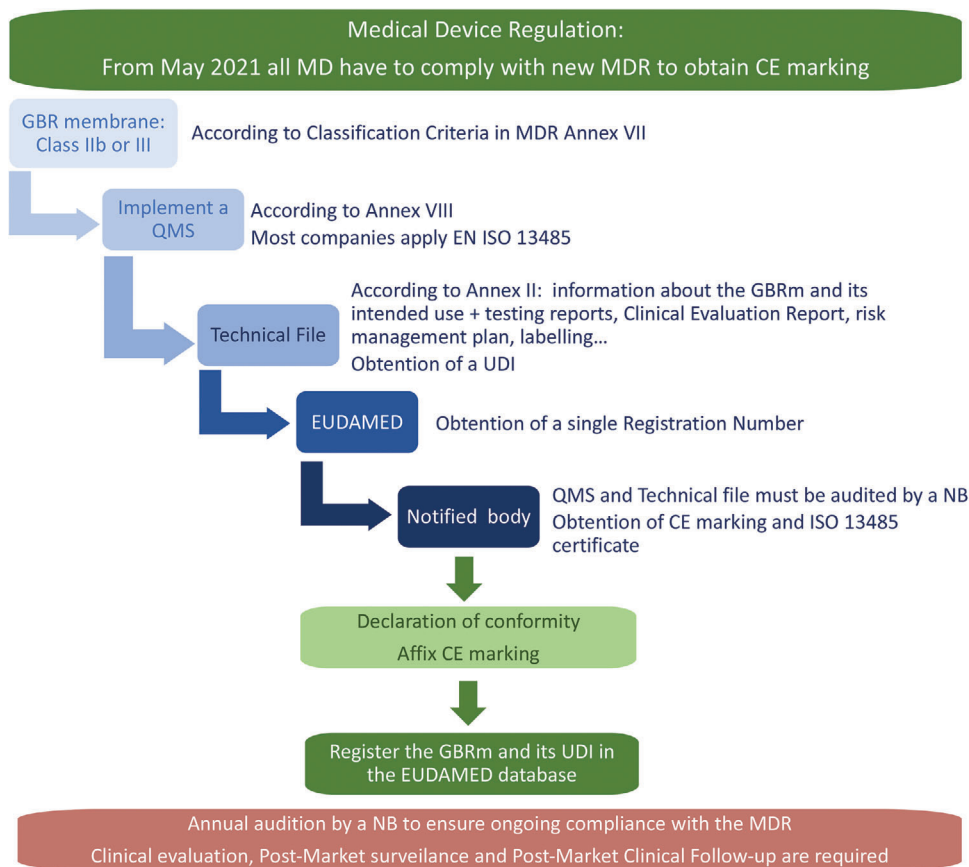 Medical Device Regulation:
From May 2021 all MD have to comply with new MDR to obtain CE marking
GBR membrane:
Class IIb or III
According to Classification Criteria in MDR Annex VII
Implement a
QMS
According to Annex VIII
Most companies apply EN ISO 13485
Technical File
According to Annex II:  information about the GBRm and its
intended use + testing reports, Clinical Evaluation Report, risk
management plan, labelling...
Obtention of a UDI
EUDAMED
Obtention of a single Registration Number
Notified  body
QMS and Technical file must be audited by a NB
Obtention of CE marking and ISO 13485
certificate
Declaration of conformity
Affix CE marking
Register the GBRm and its UDI in
the EUDAMED database
Annual audition by a NB to ensure ongoing compliance with the MDR
Clinical evaluation, Post-Market surveilance and Post-Market Clinical Follow-up are required